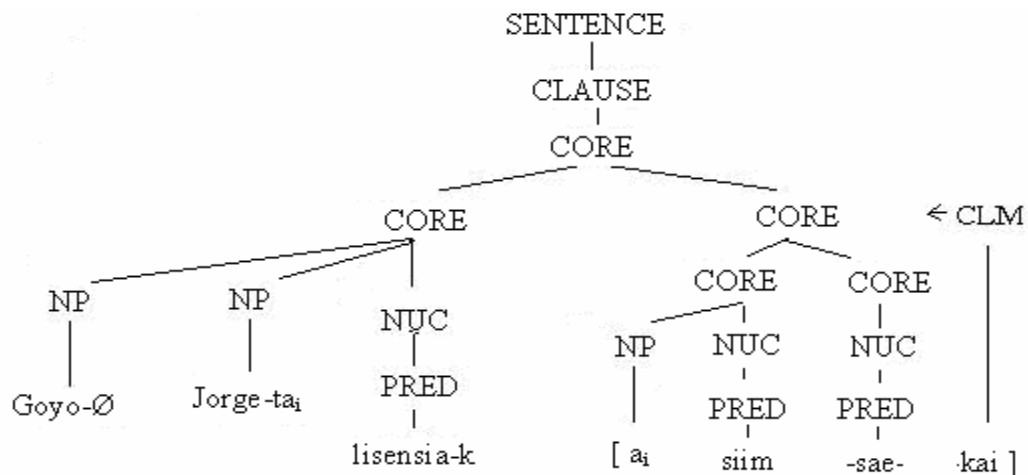 SENTENCE
CLAUSE
CORE
CORE CORE ← CLM
CORE CORE
NP NP NUC NP NUC NUC
PRED PRED PRED
Goyo-Ø Jorge-taᵢ lisensia-k [ aᵢ siim -sae- -kai ]